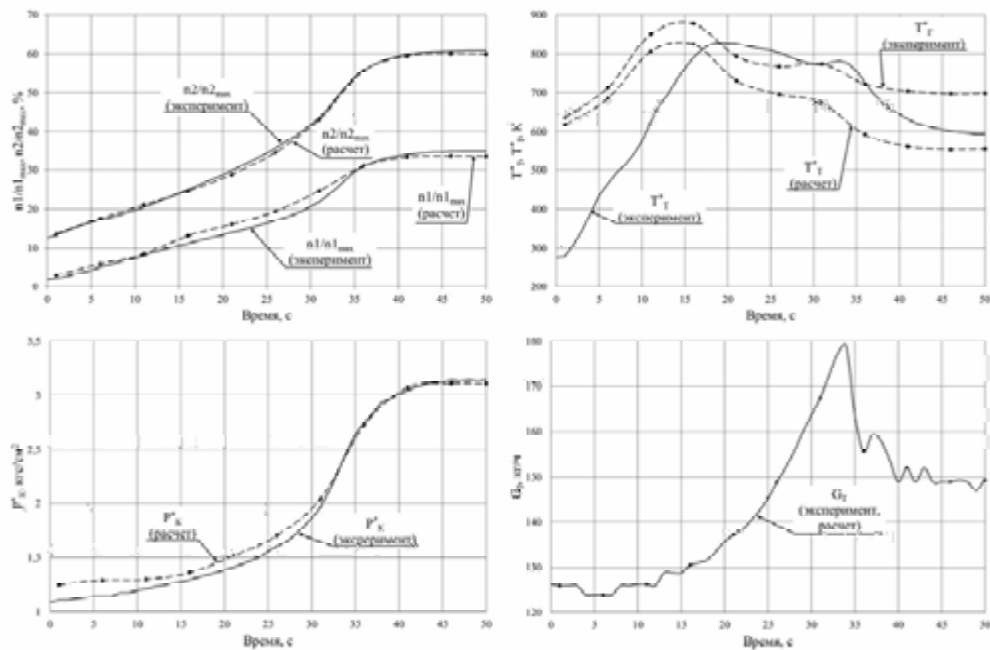 n1/n1max, n2/n2max, %
70
60
50
40
30
20
10
0
n2/n2max
(эксперимент)
n2/n2max
(расчет)
n1/n1max
(расчет)
n1/n1max
(эксперимент)
0 5 10 15 20 25 30 35 40 45 50
Время, с
900
800
700
600
500
400
300
200
T*Г
(эксперимент)
T*Т
(расчет)
T*Т
(эксперимент)
0 5 10 15 20 25 30 35 40 45 50
Время, с
P*К, кгс/см²
3,5
3
2,5
2
1,5
1
P*К
(расчет)
P*К
(эксперимент)
0 5 10 15 20 25 30 35 40 45 50
Время, с
180
170
160
150
140
130
120
GТ
(эксперимент,
расчет)
0 5 10 15 20 25 30 35 40 45 50
Время, с